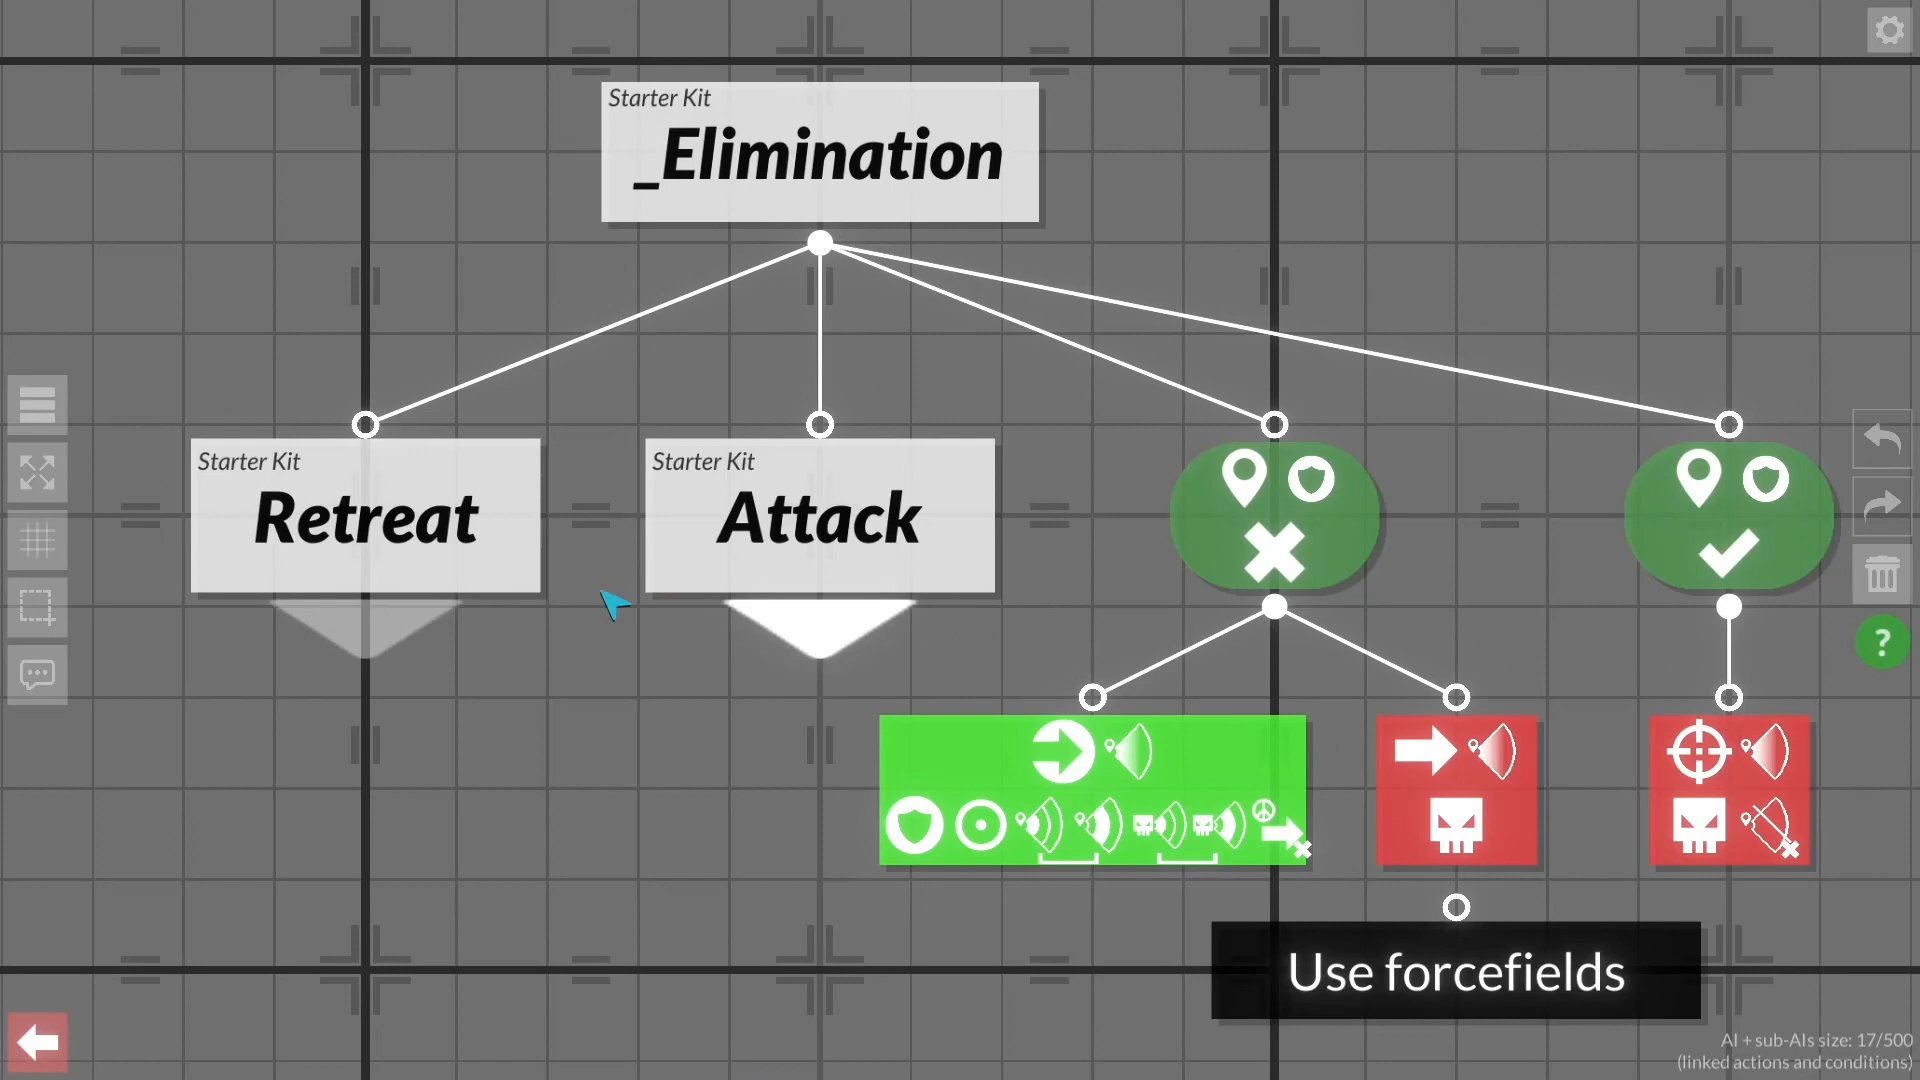 Starter Kit
_Elimination
Starter Kit
Retreat
Starter Kit
Attack
?
Use forcefields
AI + sub-AIs size: 17/500
(linked actions and conditions)